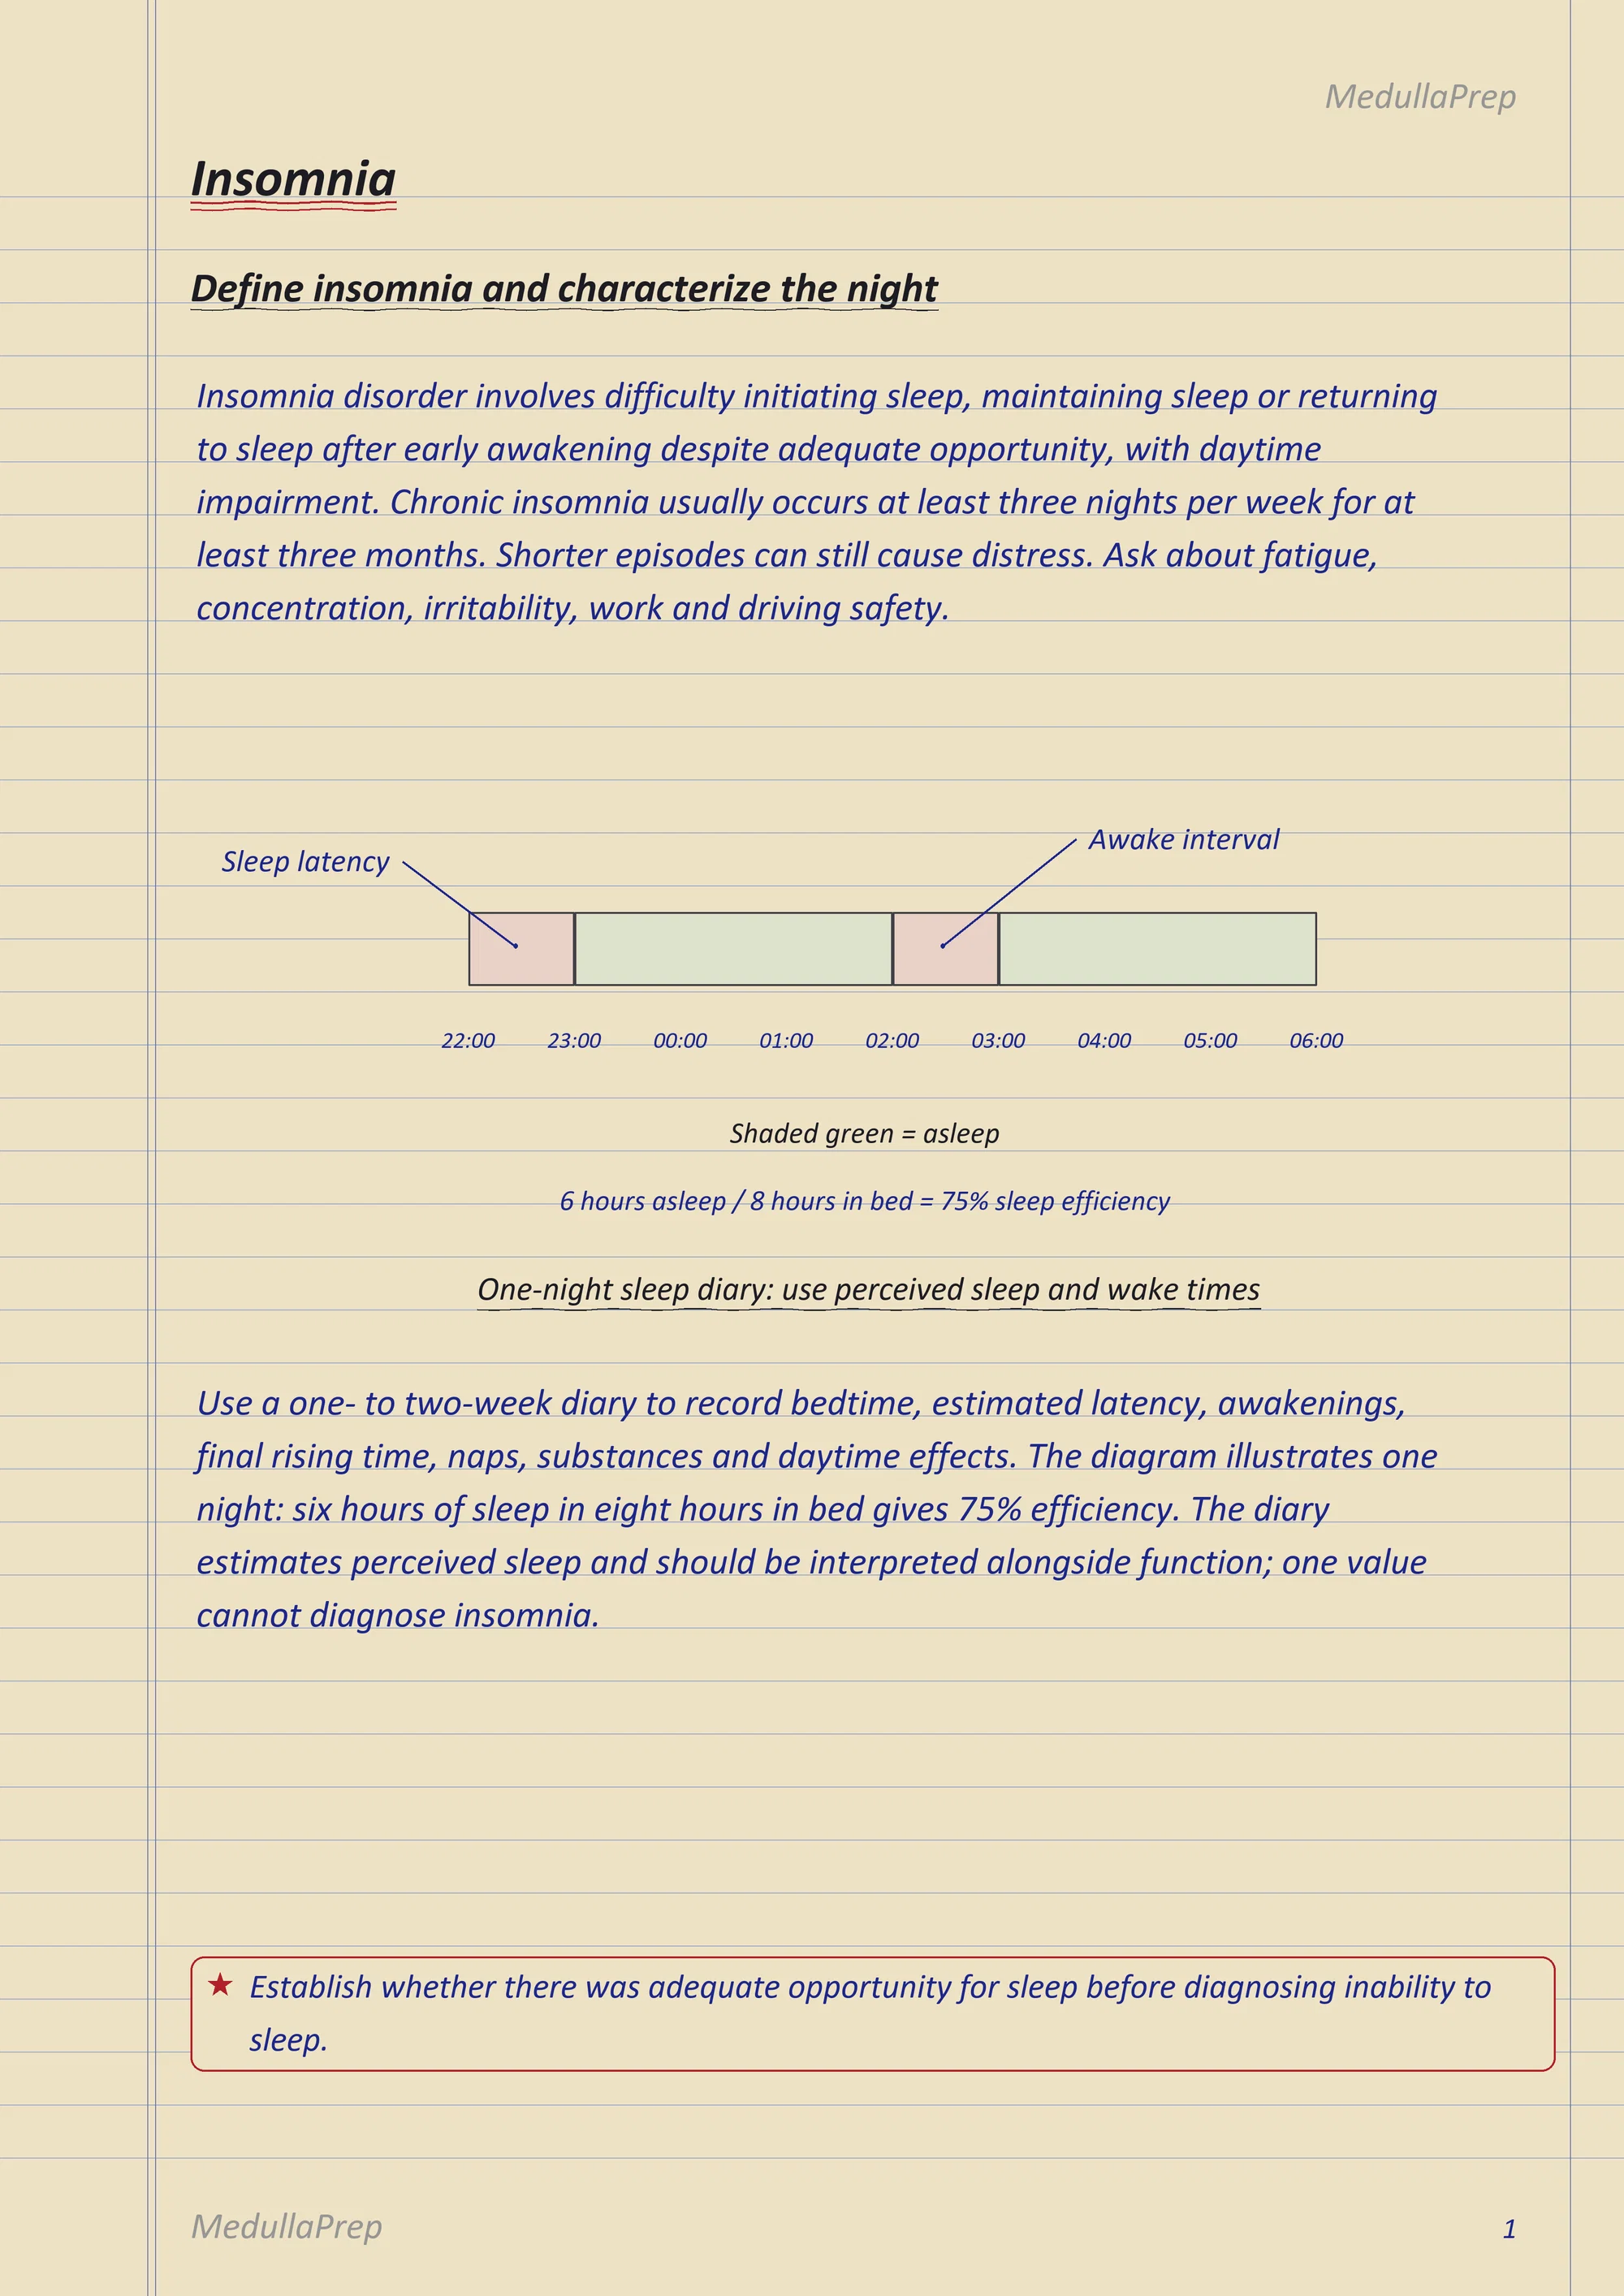 MedullaPrep
Insomnia
Define insomnia and characterize the night
Insomnia disorder involves difficulty initiating sleep, maintaining sleep or returning
to sleep after early awakening despite adequate opportunity, with daytime
impairment. Chronic insomnia usually occurs at least three nights per week for at
least three months. Shorter episodes can still cause distress. Ask about fatigue,
concentration, irritability, work and driving safety.
Awake interval
Sleep latency
22:00 23:00 00:00 01:00 02:00 03:00 04:00 05:00 06:00
Shaded green = asleep
6 hours asleep / 8 hours in bed = 75% sleep efficiency
One-night sleep diary: use perceived sleep and wake times
Use a one- to two-week diary to record bedtime, estimated latency, awakenings,
final rising time, naps, substances and daytime effects. The diagram illustrates one
night: six hours of sleep in eight hours in bed gives 75% efficiency. The diary
estimates perceived sleep and should be interpreted alongside function; one value
cannot diagnose insomnia.
★ Establish whether there was adequate opportunity for sleep before diagnosing inability to
sleep.
MedullaPrep
1